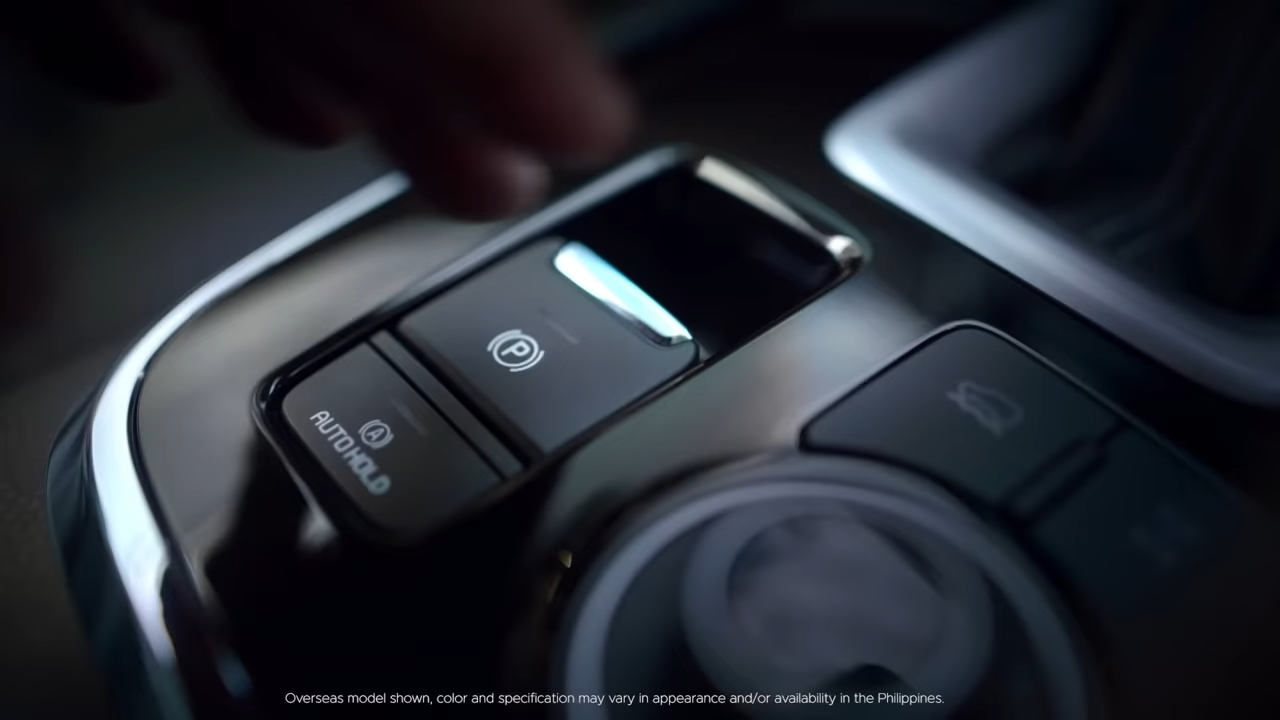 P
A
AUTO HOLD
Overseas model shown, color and specification may vary in appearance and/or availability in the Philippines.